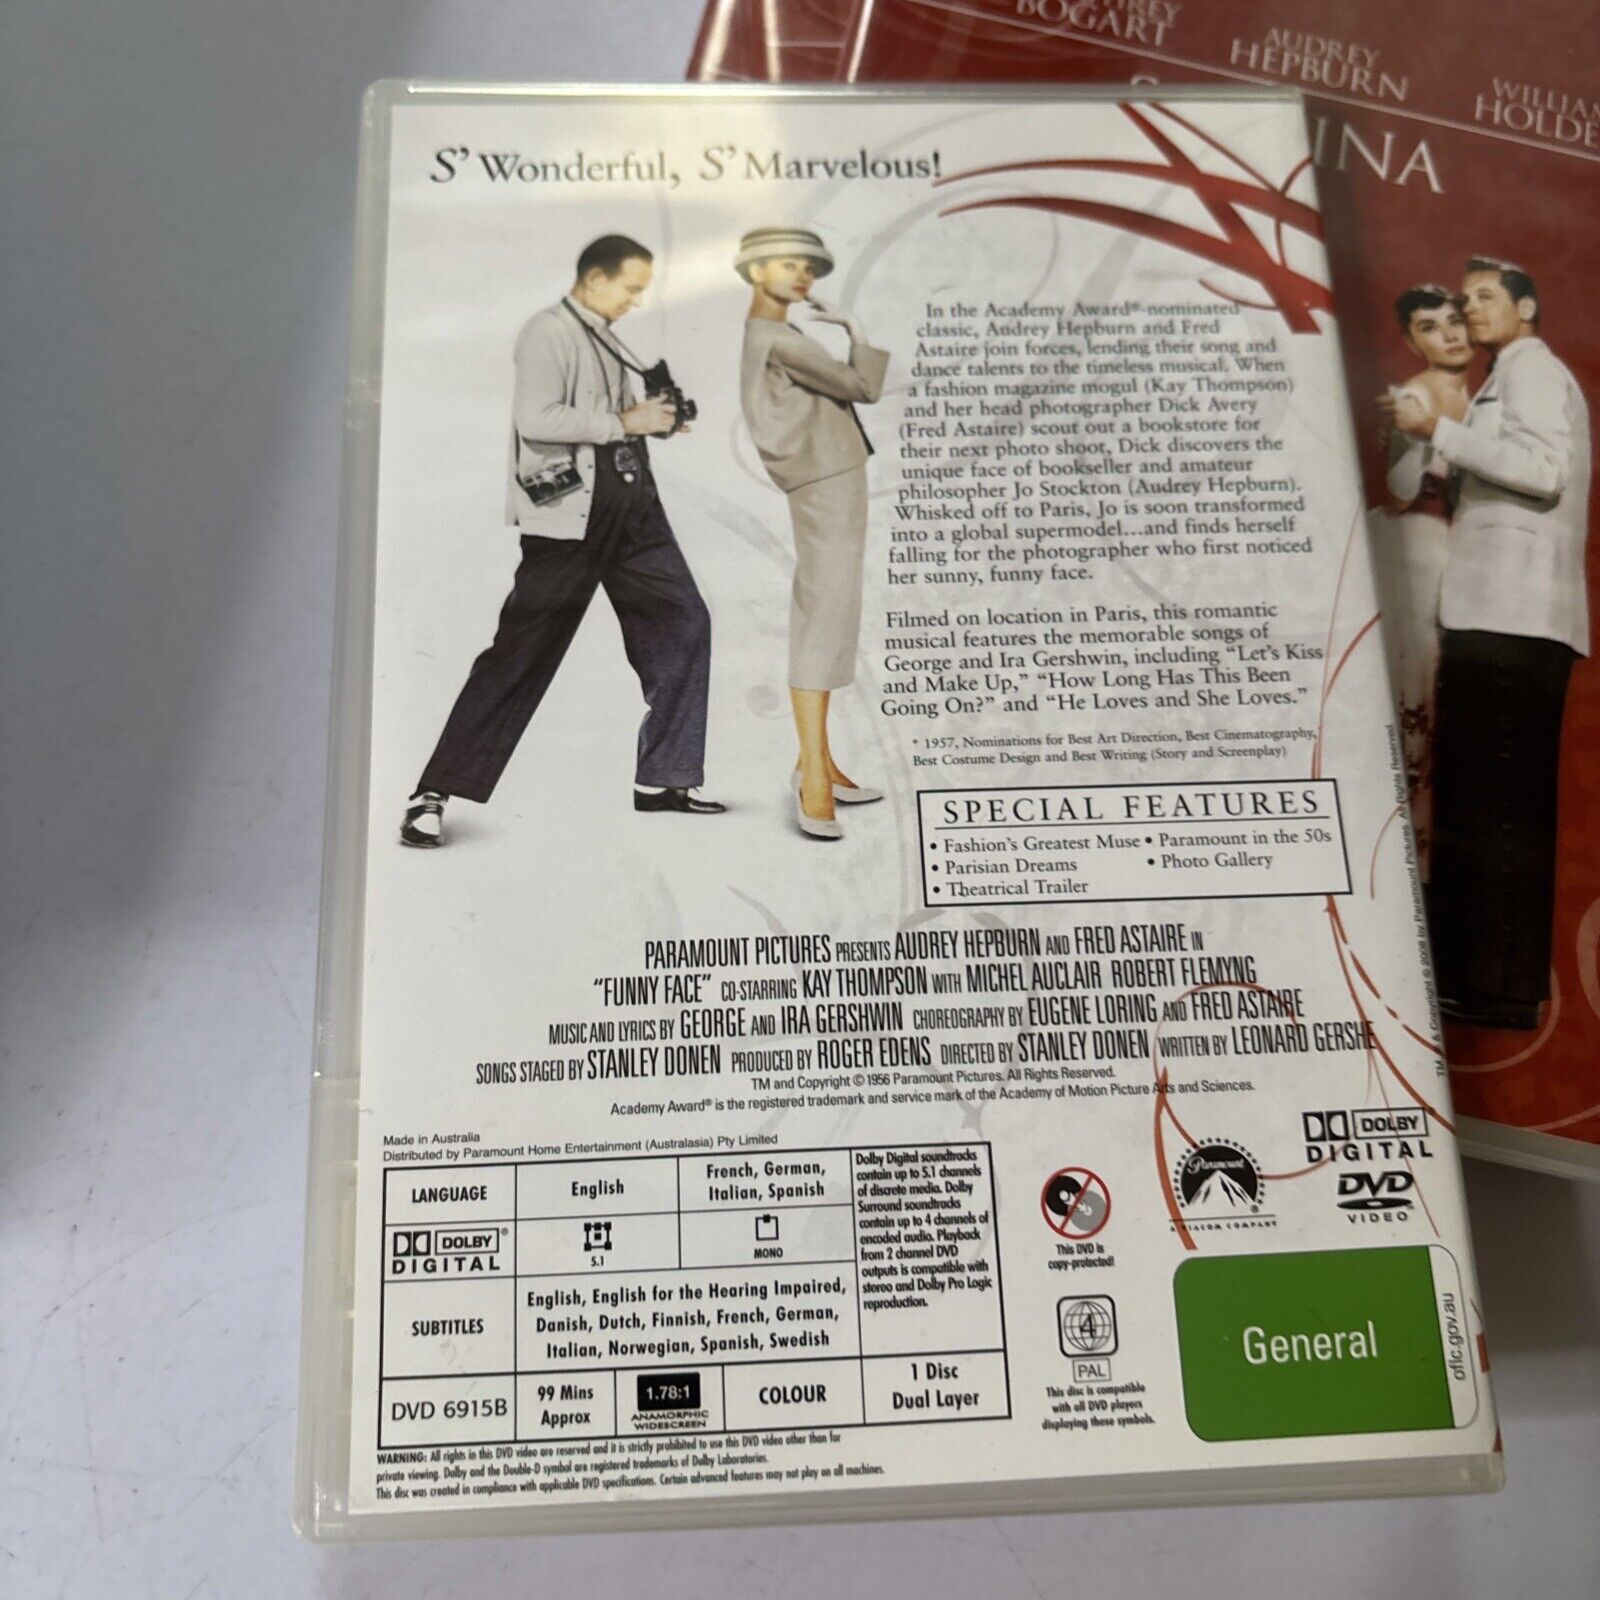 BOGART
AUDREY
HEPBURN
HOLDE
INA
S' Wonderful, S' Marvelous!
In the Academy Award®-nominated
classic, Audrey Hepburn and Fred
Astaire join forces, lending their song and
dance talents to the timeless musical. When
a fashion magazine mogul (Kay Thompson)
and her head photographer Dick Avery
(Fred Astaire) scout out a bookstore for
their next photo shoot, Dick discovers the
unique face of bookseller and amateur
philosopher Jo Stockton (Audrey Hepburn).
Whisked off to Paris, Jo is soon transformed
into a global supermodel...and finds herself
falling for the photographer who first noticed
her sunny, funny face.
Filmed on location in Paris, this romantic
musical features the memorable songs of
George and Ira Gershwin, including "Let's Kiss
and Make Up," "How Long Has This Been
Going On?" and "He Loves and She Loves."
* 1957, Nominations for Best Art Direction, Best Cinematography,
Best Costume Design and Best Writing (Story and Screenplay)
SPECIAL FEATURES
• Fashion's Greatest Muse • Paramount in the 50s
• Parisian Dreams • Photo Gallery
• Theatrical Trailer
PARAMOUNT PICTURES PRESENTS AUDREY HEPBURN AND FRED ASTAIRE IN
"FUNNY FACE" CO-STARRING KAY THOMPSON WITH MICHEL AUCLAIR ROBERT FLEMYNG
MUSIC AND LYRICS BY GEORGE AND IRA GERSHWIN CHOREOGRAPHY BY EUGENE LORING AND FRED ASTAIRE
SONGS STAGED BY STANLEY DONEN PRODUCED BY ROGER EDENS DIRECTED BY STANLEY DONEN WRITTEN BY LEONARD GERSHE
TM and Copyright © 1956 Paramount Pictures. All Rights Reserved.
Academy Award® is the registered trademark and service mark of the Academy of Motion Picture Arts and Sciences.
TM & Copyright © 2008 by Paramount Pictures. All Rights Reserved.
Made in Australia
Distributed by Paramount Home Entertainment (Australasia) Pty Limited
LANGUAGE
English
French, German,
Italian, Spanish
DOLBY®
DIGITAL
5.1
MONO
Dolby Digital soundtracks
contain up to 5.1 channels
of discrete media. Dolby
Surround soundtracks
contain up to 4 channels of
encoded audio. Playback
from 2 channel DVD
outputs is compatible with
stereo and Dolby Pro Logic
reproduction.
SUBTITLES
English, English for the Hearing Impaired,
Danish, Dutch, Finnish, French, German,
Italian, Norwegian, Spanish, Swedish
DVD 6915B
99 Mins
Approx
1.78:1
ANAMORPHIC
WIDESCREEN
COLOUR
1 Disc
Dual Layer
WARNING: All rights in this DVD video are reserved and it is strictly prohibited to use this DVD video other than for
private viewing. Dolby and the Double-D symbol are registered trademarks of Dolby Laboratories.
This disc was created in compliance with applicable DVD specifications. Certain advanced features may not play on all machines.
This DVD is
copy-protected!
4
PAL
This disc is compatible
with all DVD players
displaying these symbols.
Paramount
A VIACOM COMPANY
DOLBY
DIGITAL
DVD
VIDEO
General
oflc.gov.au